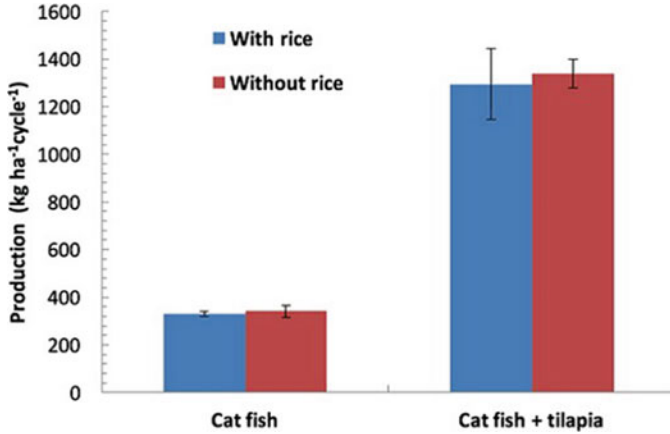 1600
1400
1200
1000
800
600
400
200
0
Production (kg ha⁻¹cycle⁻¹)
With rice
Without rice
Cat fish
Cat fish + tilapia